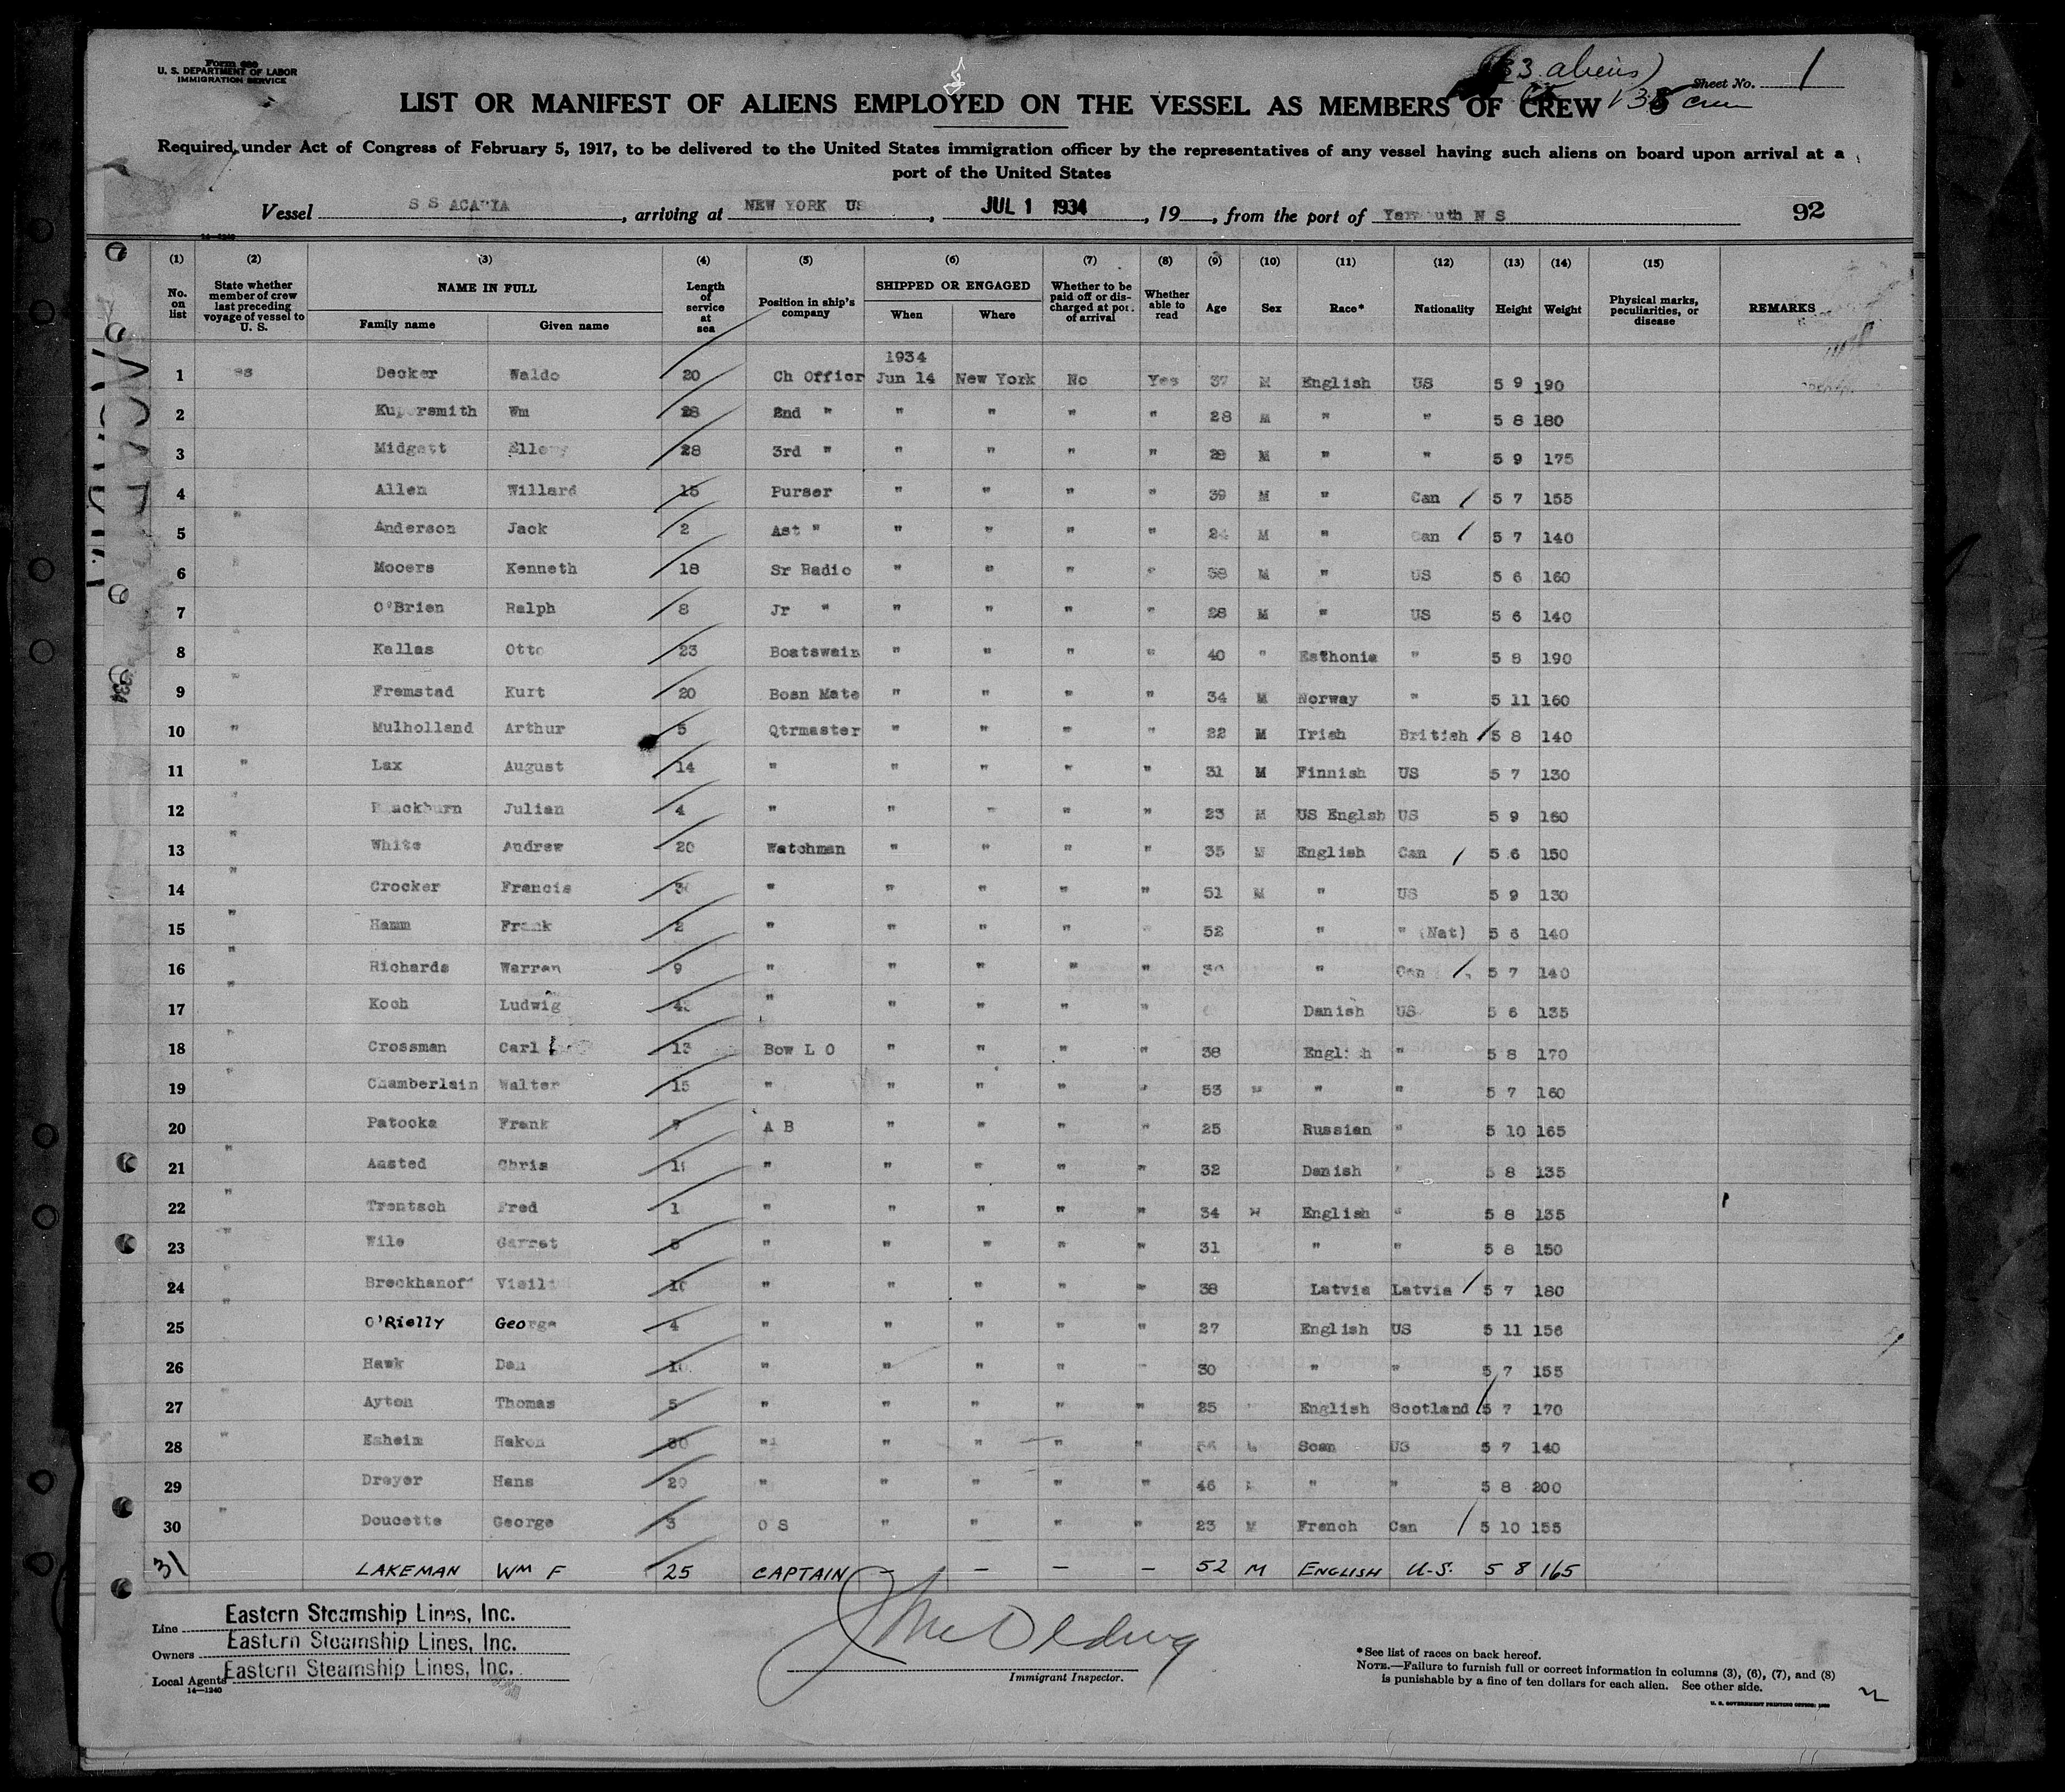 Form 689
U. S. DEPARTMENT OF LABOR
IMMIGRATION SERVICE
33 aliens)
Sheet No. 1
LIST OR MANIFEST OF ALIENS EMPLOYED ON THE VESSEL AS MEMBERS OF CREW 135 crew
Required under Act of Congress of February 5, 1917, to be delivered to the United States immigration officer by the representatives of any vessel having such aliens on board upon arrival at a
port of the United States
Vessel S S ACADIA, arriving at NEW YORK US, JUL 1 1934, 19__, from the port of Yarmouth N S 92
14—1240
(1) (2) (3) (4) (5) (6) (7) (8) (9) (10) (11) (12) (13) (14) (15)
No. on list State whether member of crew last preceding voyage of vessel to U. S. NAME IN FULL Family name Given name Length of service at sea Position in ship's company SHIPPED OR ENGAGED When Where Whether to be paid off or discharged at port of arrival Whether able to read Age Sex Race* Nationality Height Weight Physical marks, peculiarities, or disease REMARKS
1934
1 es Decker Waldo 20 Ch Officr Jun 14 New York No Yes 37 M English US 5 9 190
2 Kupersmith Wm 28 2nd " " " " " 28 M " " 5 8 180
3 Midgett Ellery 28 3rd " " " " " 28 M " " 5 9 175
4 Allen Willard 15 Purser " " " " 39 M " Can 5 7 155
5 " Anderson Jack 2 Ast " " " " " 24 M " Can 5 7 140
6 " Mooers Kenneth 18 Sr Radio " " " " 38 M " US 5 6 160
7 O'Brien Ralph 8 Jr " " " " " 28 M " US 5 6 140
8 " Kallas Otto 23 Boatswain " " " " 40 " Esthonia " 5 8 190
9 " Fremstad Kurt 20 Bosn Mate " " " " 34 M Norway " 5 11 160
10 " Mulholland Arthur 5 Qtrmaster " " " " 22 M Irish British 5 8 140
11 " Lax August 14 " " " " " 31 M Finnish US 5 7 130
12 " Blackburn Julian 4 " " " " " 23 M US Englsh US 5 9 160
13 " White Andrew 20 Watchman " " " " 35 M English Can 5 6 150
14 " Crocker Francis " " " " " 51 M " US 5 9 130
15 " Hamm Frank 2 " " " " " 52 " " (Nat) 5 6 140
16 " Richards Warren 9 " " " " " 30 " Can 5 7 140
17 " Koch Ludwig " " " " " Danish US 5 6 135
18 " Crossman Carl 13 Bow L O " " " " 38 English " 5 8 170
19 " Chamberlain Walter 15 " " " " " 53 " " " 5 7 160
20 Patocka Frank 7 A B " " " " 25 Russian " 5 10 165
21 " Aasted Chris " " " " " 32 Danish " 5 8 135
22 " Trentsch Fred 1 " " " " " 34 M English " 5 8 135
23 " Wile Garret 5 " " " " " 31 " " 5 8 150
24 " Breckhanoff Visili 10 " " " " " 38 Latvia Latvia 5 7 180
25 " O'Rielly George 4 " " " " " 27 English US 5 11 156
26 Hawk Dan 10 " " " " " 30 " " 5 7 155
27 " Ayton Thomas 5 " " " " " 25 " English Scotland 5 7 170
28 " Esheim Hakon 30 " " " " " 56 Scan US 5 7 140
29 Dreyer Hans 20 " " " " " 46 " " 5 8 200
30 " Doucette George 3 O S " " " " 23 M French Can 5 10 155
31 LAKEMAN WM F 25 CAPTAIN — — — — 52 M ENGLISH U.S. 5 8 165
Line Eastern Steamship Lines, Inc.
Owners Eastern Steamship Lines, Inc.
Local Agents Eastern Steamship Lines, Inc.
14—1240
Immigrant Inspector.
*See list of races on back hereof.
NOTE.—Failure to furnish full or correct information in columns (3), (6), (7), and (8)
is punishable by a fine of ten dollars for each alien. See other side.